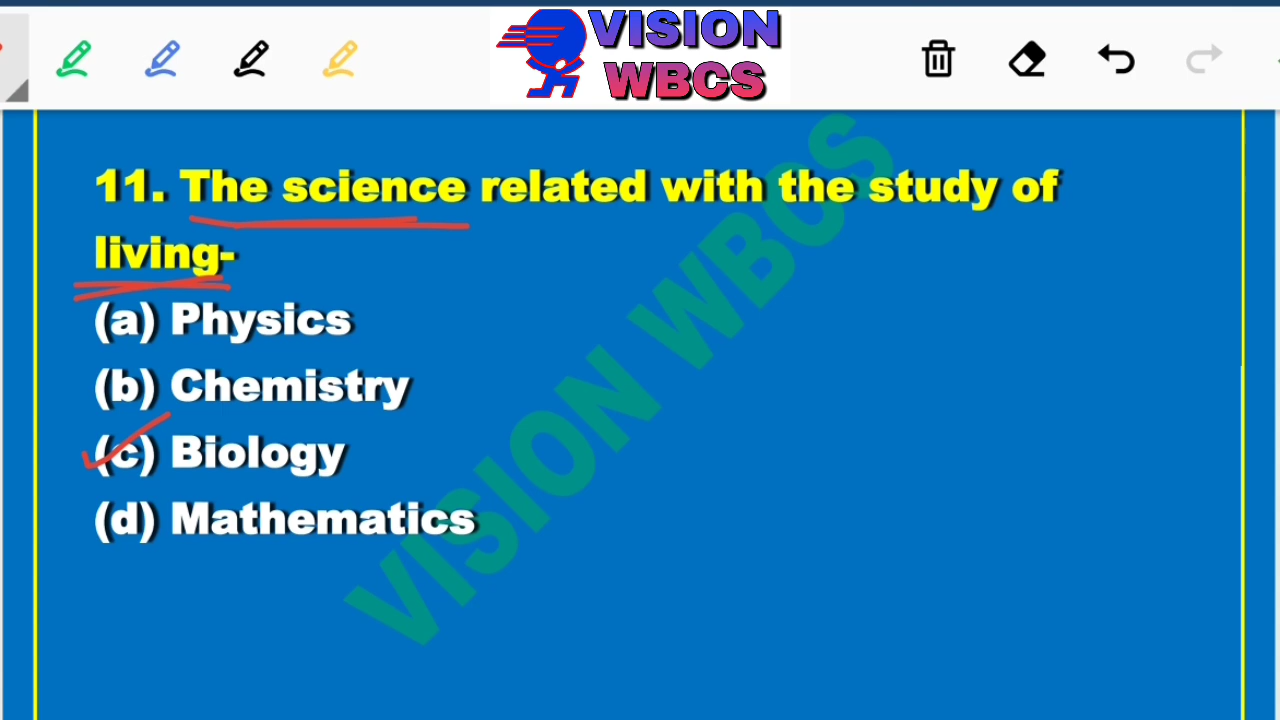 VISION
WBCS
11. The science related with the study of
living-
(a) Physics
(b) Chemistry
(c) Biology
(d) Mathematics
VISION WBCS